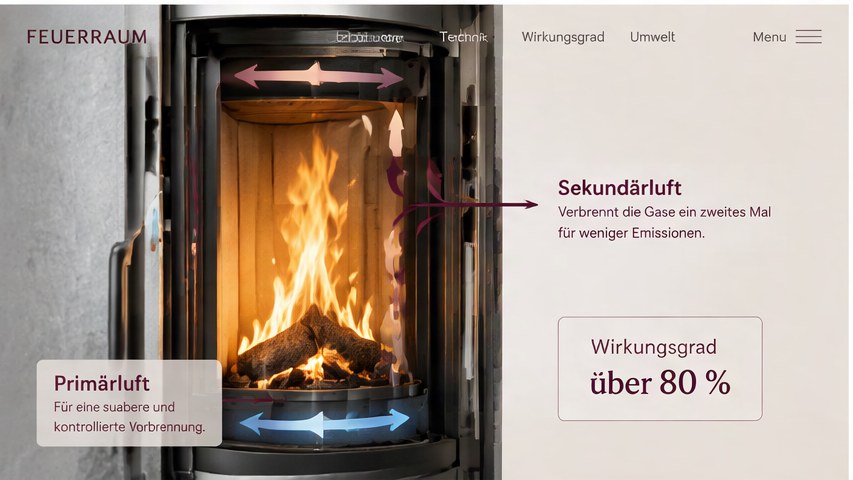 FEUERRAUM
Technik
Wirkungsgrad
Umwelt
Menu
Sekundärluft
Verbrennt die Gase ein zweites Mal
für weniger Emissionen.
Wirkungsgrad
über 80 %
Primärluft
Für eine suabere und
kontrollierte Vorbrennung.